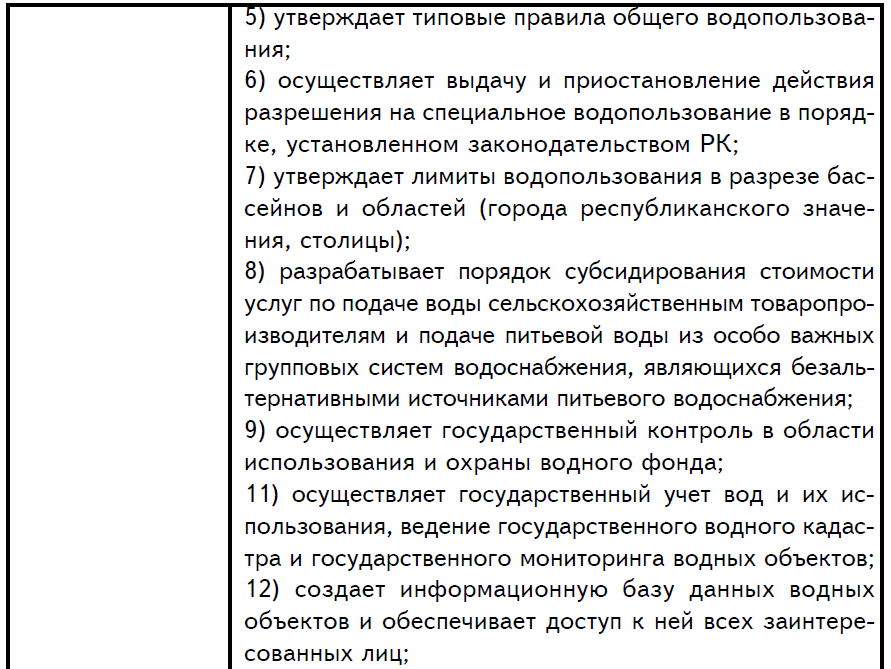 5) утверждает типовые правила общего водопользова-
ния;
6) осуществляет выдачу и приостановление действия
разрешения на специальное водопользование в поряд-
ке, установленном законодательством РК;
7) утверждает лимиты водопользования в разрезе бас-
сейнов и областей (города республиканского значе-
ния, столицы);
8) разрабатывает порядок субсидирования стоимости
услуг по подаче воды сельскохозяйственным товаропро-
изводителям и подаче питьевой воды из особо важных
групповых систем водоснабжения, являющихся безаль-
тернативными источниками питьевого водоснабжения;
9) осуществляет государственный контроль в области
использования и охраны водного фонда;
11) осуществляет государственный учет вод и их ис-
пользования, ведение государственного водного кадас-
тра и государственного мониторинга водных объектов;
12) создает информационную базу данных водных
объектов и обеспечивает доступ к ней всех заинтере-
сованных лиц;